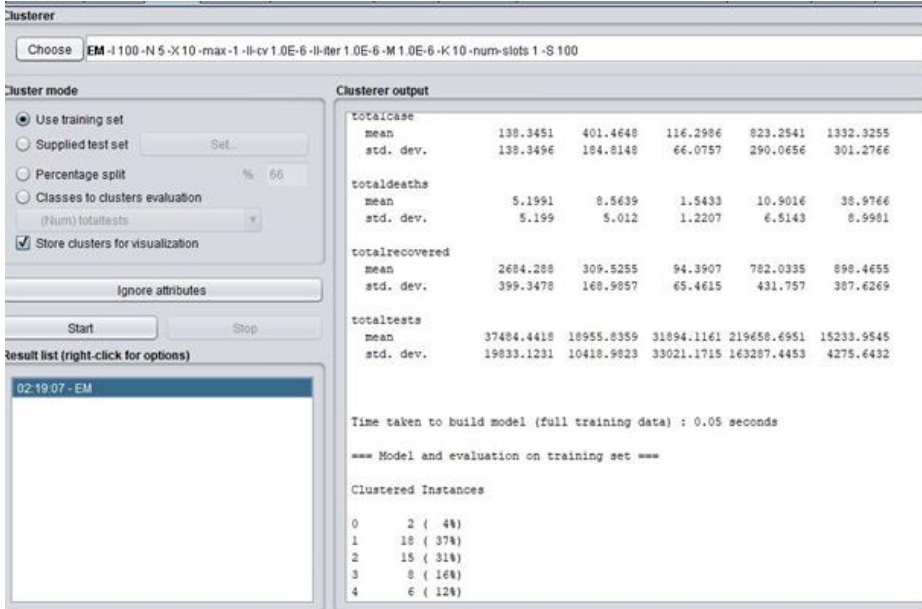 Clusterer
Choose EM -I 100 -N 5 -X 10 -max -1 -ll-cv 1.0E-6 -ll-iter 1.0E-6 -M 1.0E-6 -K 10 -num-slots 1 -S 100
Cluster mode
Use training set
Supplied test set Set...
Percentage split % 66
Classes to clusters evaluation
(Num) totaltests
Store clusters for visualization
Ignore attributes
Start Stop
Result list (right-click for options)
02:19:07 - EM
Clusterer output
totalcase
mean 138.3451 401.4648 116.2986 823.2541 1332.3255
std. dev. 138.3496 184.8148 66.0757 290.0656 301.2766
totaldeaths
mean 5.1991 8.5639 1.5433 10.9016 38.9766
std. dev. 5.199 5.012 1.2207 6.5143 8.9981
totalrecovered
mean 2684.288 309.5255 94.3907 782.0335 898.4655
std. dev. 399.3478 168.9857 65.4615 431.757 387.6269
totaltests
mean 37484.4418 18955.8359 31894.1161 219658.6951 15233.9545
std. dev. 19833.1231 10418.9823 33021.1715 163287.4453 4275.6432
Time taken to build model (full training data) : 0.05 seconds
=== Model and evaluation on training set ===
Clustered Instances
0 2 ( 4%)
1 18 ( 37%)
2 15 ( 31%)
3 8 ( 16%)
4 6 ( 12%)